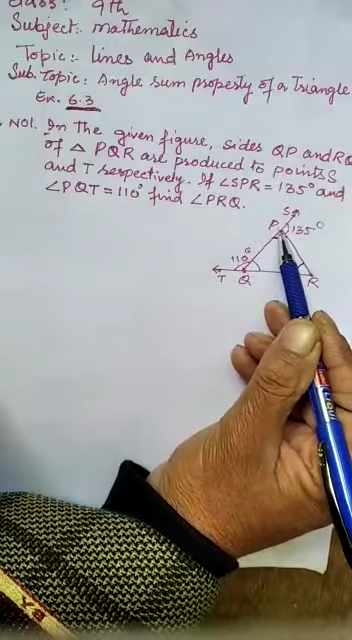 Class: 9th
Subject: mathematics
Topic:- Lines and Angles
Sub. Topic: Angle sum property of a triangle
Ex. 6.3
No1. In the given figure, sides QP and RQ
of △ PQR are produced to points S
and T respectively. If ∠SPR = 135° and
∠PQT = 110° find ∠PRQ.
S
P 135°
110°
T Q R